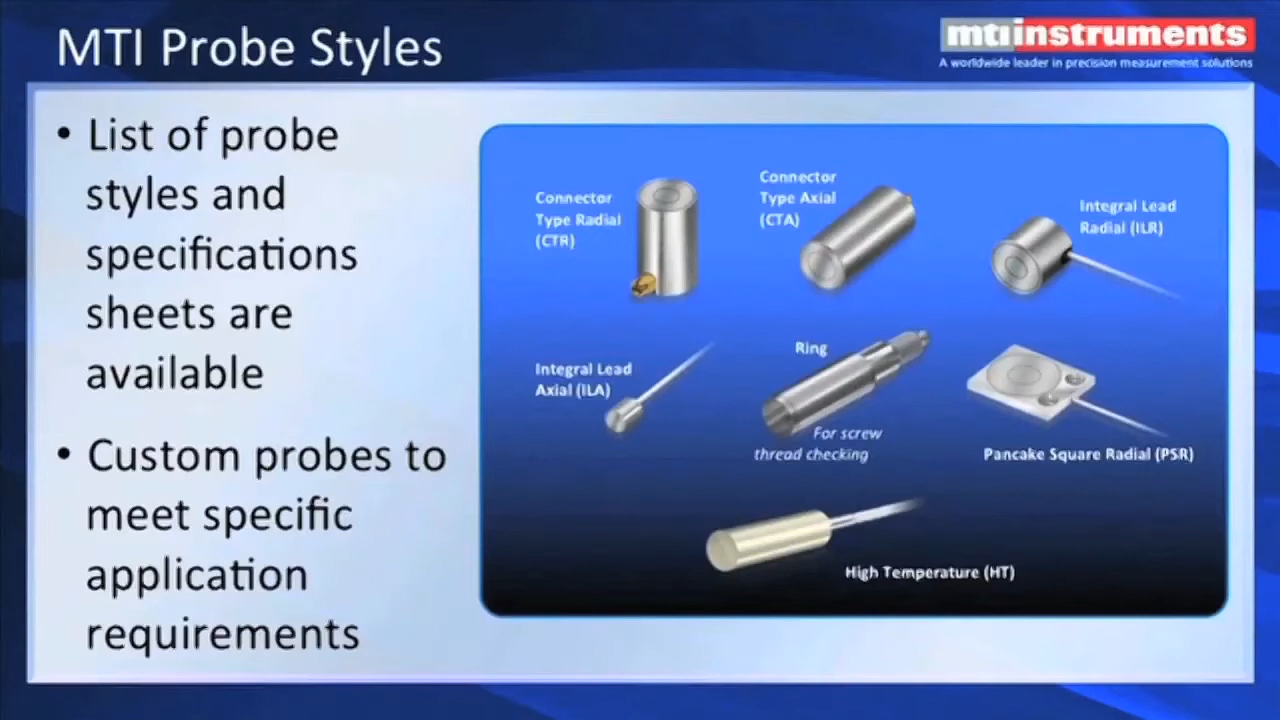 MTI Probe Styles
mtiinstruments
A worldwide leader in precision measurement solutions
• List of probe
styles and
specifications
sheets are
available
• Custom probes to
meet specific
application
requirements
Connector
Type Radial
(CTR)
Connector
Type Axial
(CTA)
Integral Lead
Radial (ILR)
Integral Lead
Axial (ILA)
Ring
For screw
thread checking
Pancake Square Radial (PSR)
High Temperature (HT)